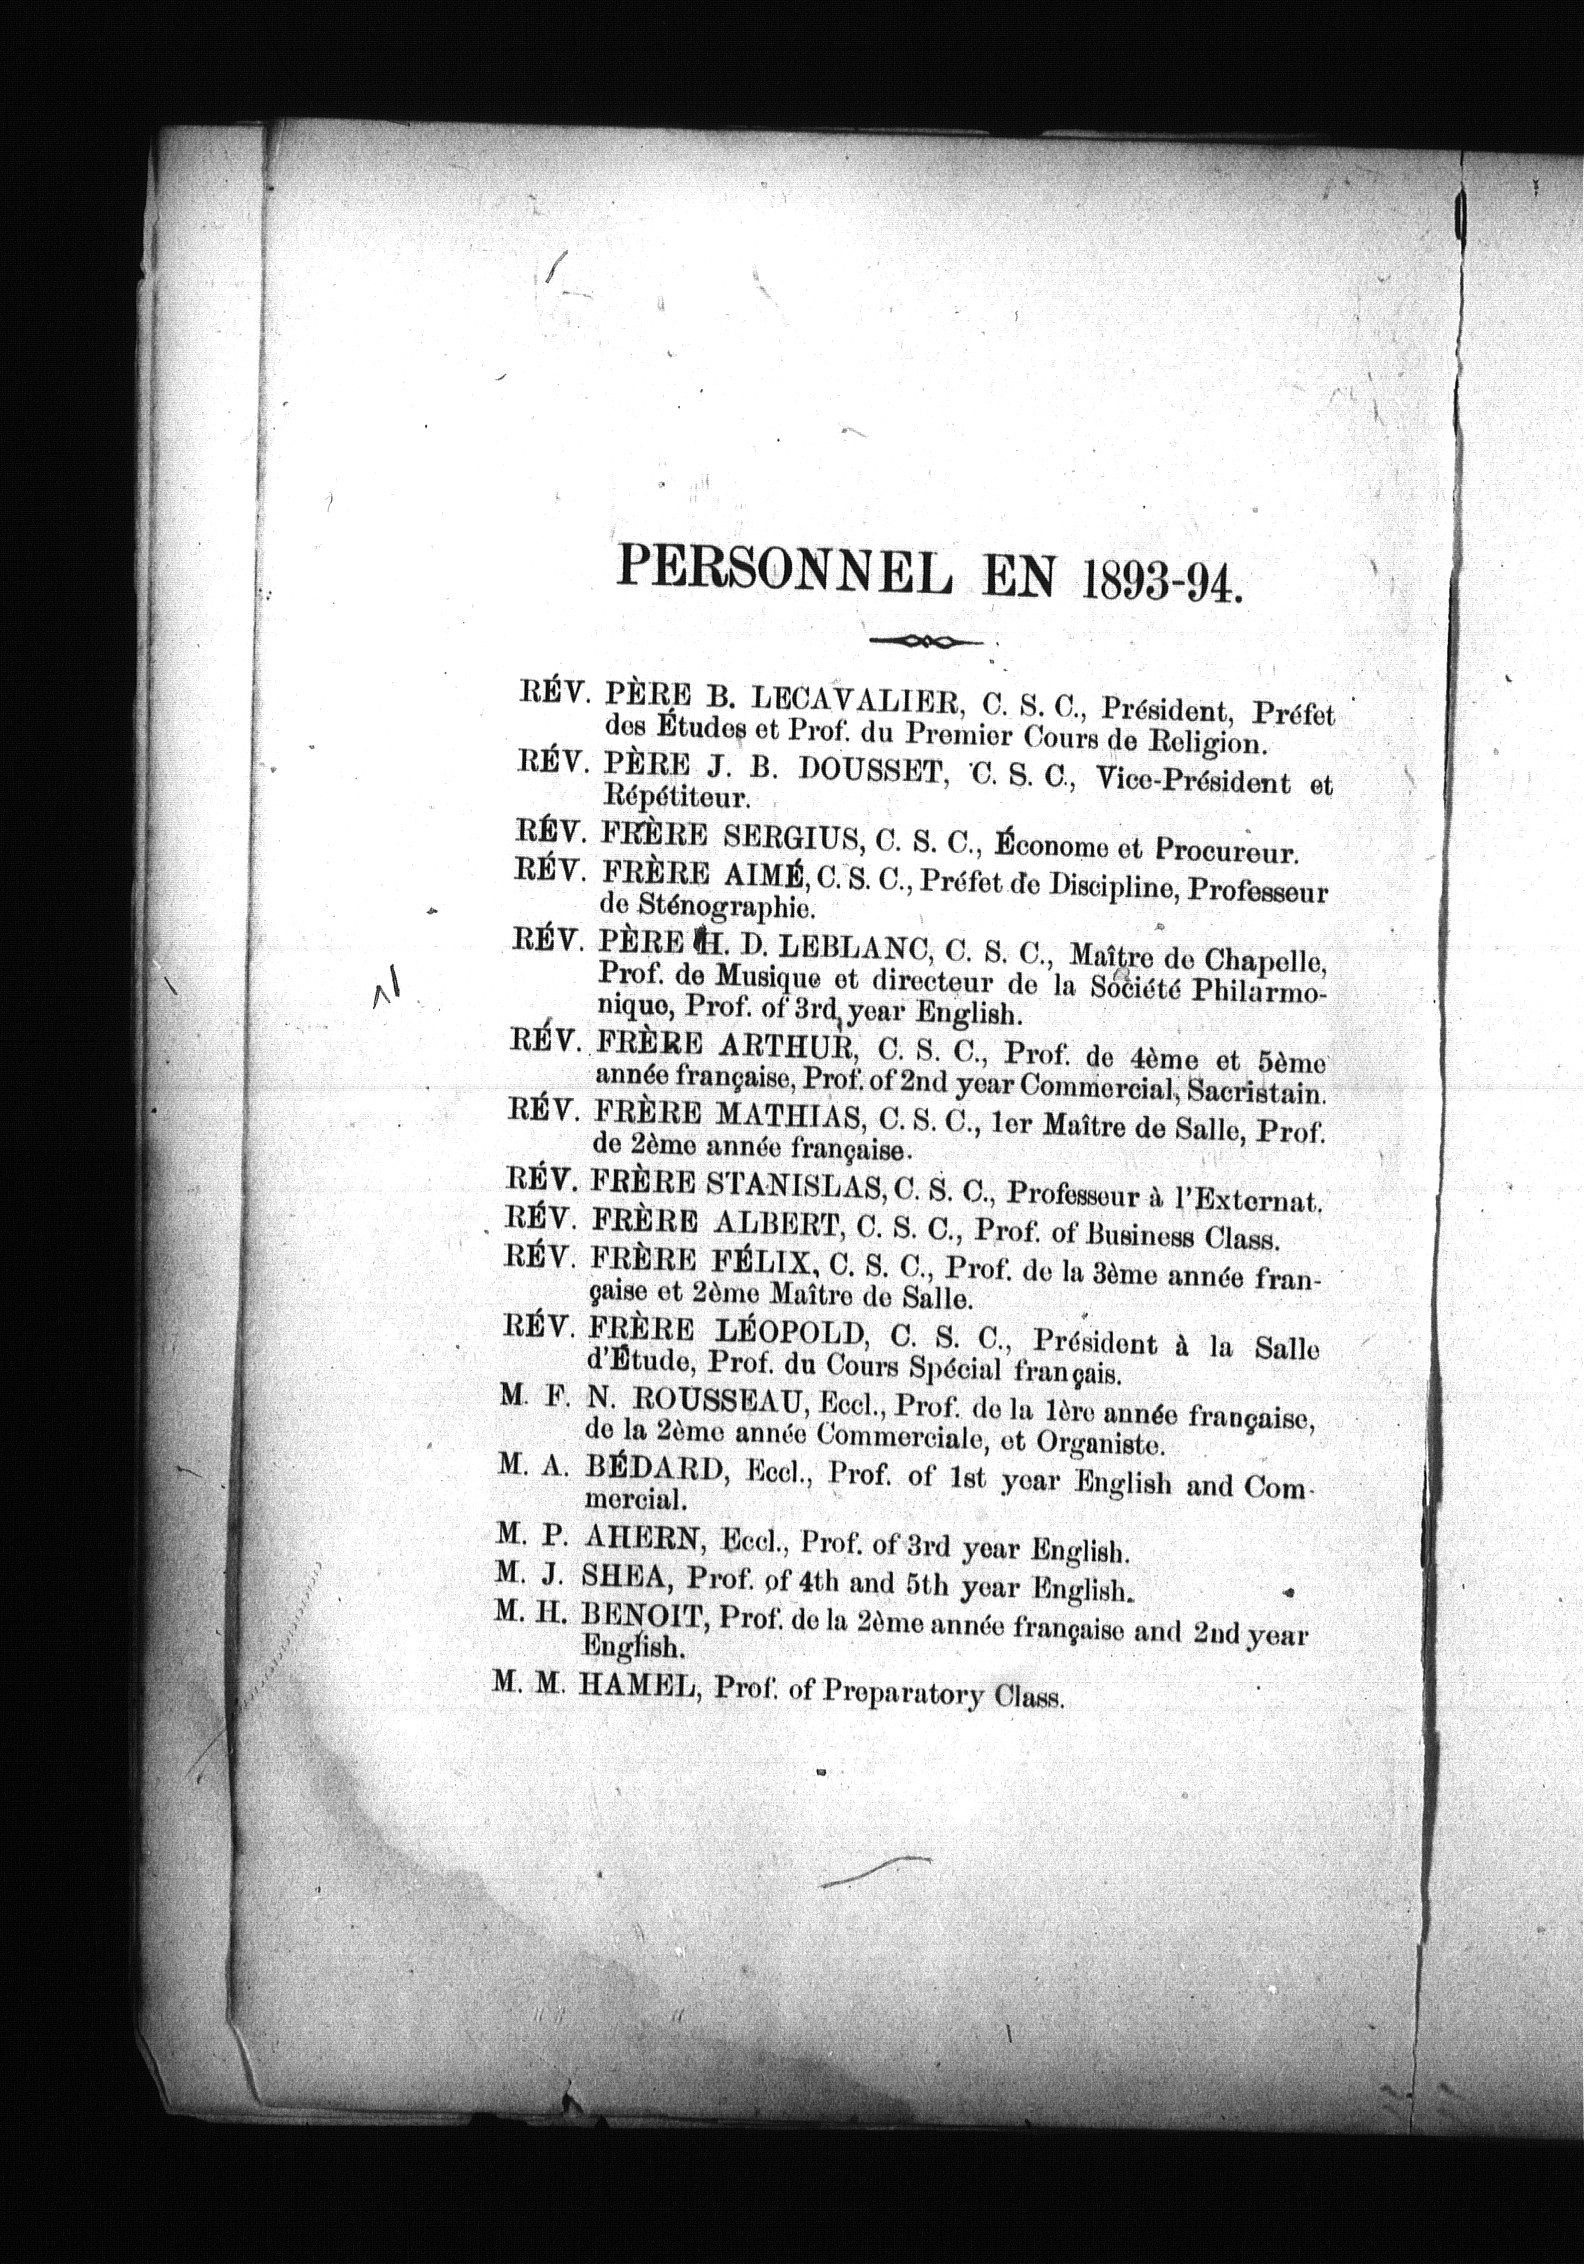 PERSONNEL EN 1893-94.
RÉV. PÈRE B. LECAVALIER, C. S. C., Président, Préfet
des Études et Prof. du Premier Cours de Religion.
RÉV. PÈRE J. B. DOUSSET, C. S. C., Vice-Président et
Répétiteur.
RÉV. FRÈRE SERGIUS, C. S. C., Économe et Procureur.
RÉV. FRÈRE AIMÉ, C. S. C., Préfet de Discipline, Professeur
de Sténographie.
RÉV. PÈRE H. D. LEBLANC, C. S. C., Maître de Chapelle,
Prof. de Musique et directeur de la Société Philarmo-
nique, Prof. of 3rd year English.
RÉV. FRÈRE ARTHUR, C. S. C., Prof. de 4ème et 5ème
année française, Prof. of 2nd year Commercial, Sacristain.
RÉV. FRÈRE MATHIAS, C. S. C., 1er Maître de Salle, Prof.
de 2ème année française.
RÉV. FRÈRE STANISLAS, C. S. C., Professeur à l'Externat.
RÉV. FRÈRE ALBERT, C. S. C., Prof. of Business Class.
RÉV. FRÈRE FÉLIX, C. S. C., Prof. de la 3ème année fran-
çaise et 2ème Maître de Salle.
RÉV. FRÈRE LÉOPOLD, C. S. C., Président à la Salle
d'Étude, Prof. du Cours Spécial français.
M. F. N. ROUSSEAU, Eccl., Prof. de la 1ère année française,
de la 2ème année Commerciale, et Organiste.
M. A. BÉDARD, Eccl., Prof. of 1st year English and Com-
mercial.
M. P. AHERN, Eccl., Prof. of 3rd year English.
M. J. SHEA, Prof. of 4th and 5th year English.
M. H. BENOIT, Prof. de la 2ème année française and 2nd year
English.
M. M. HAMEL, Prof. of Preparatory Class.